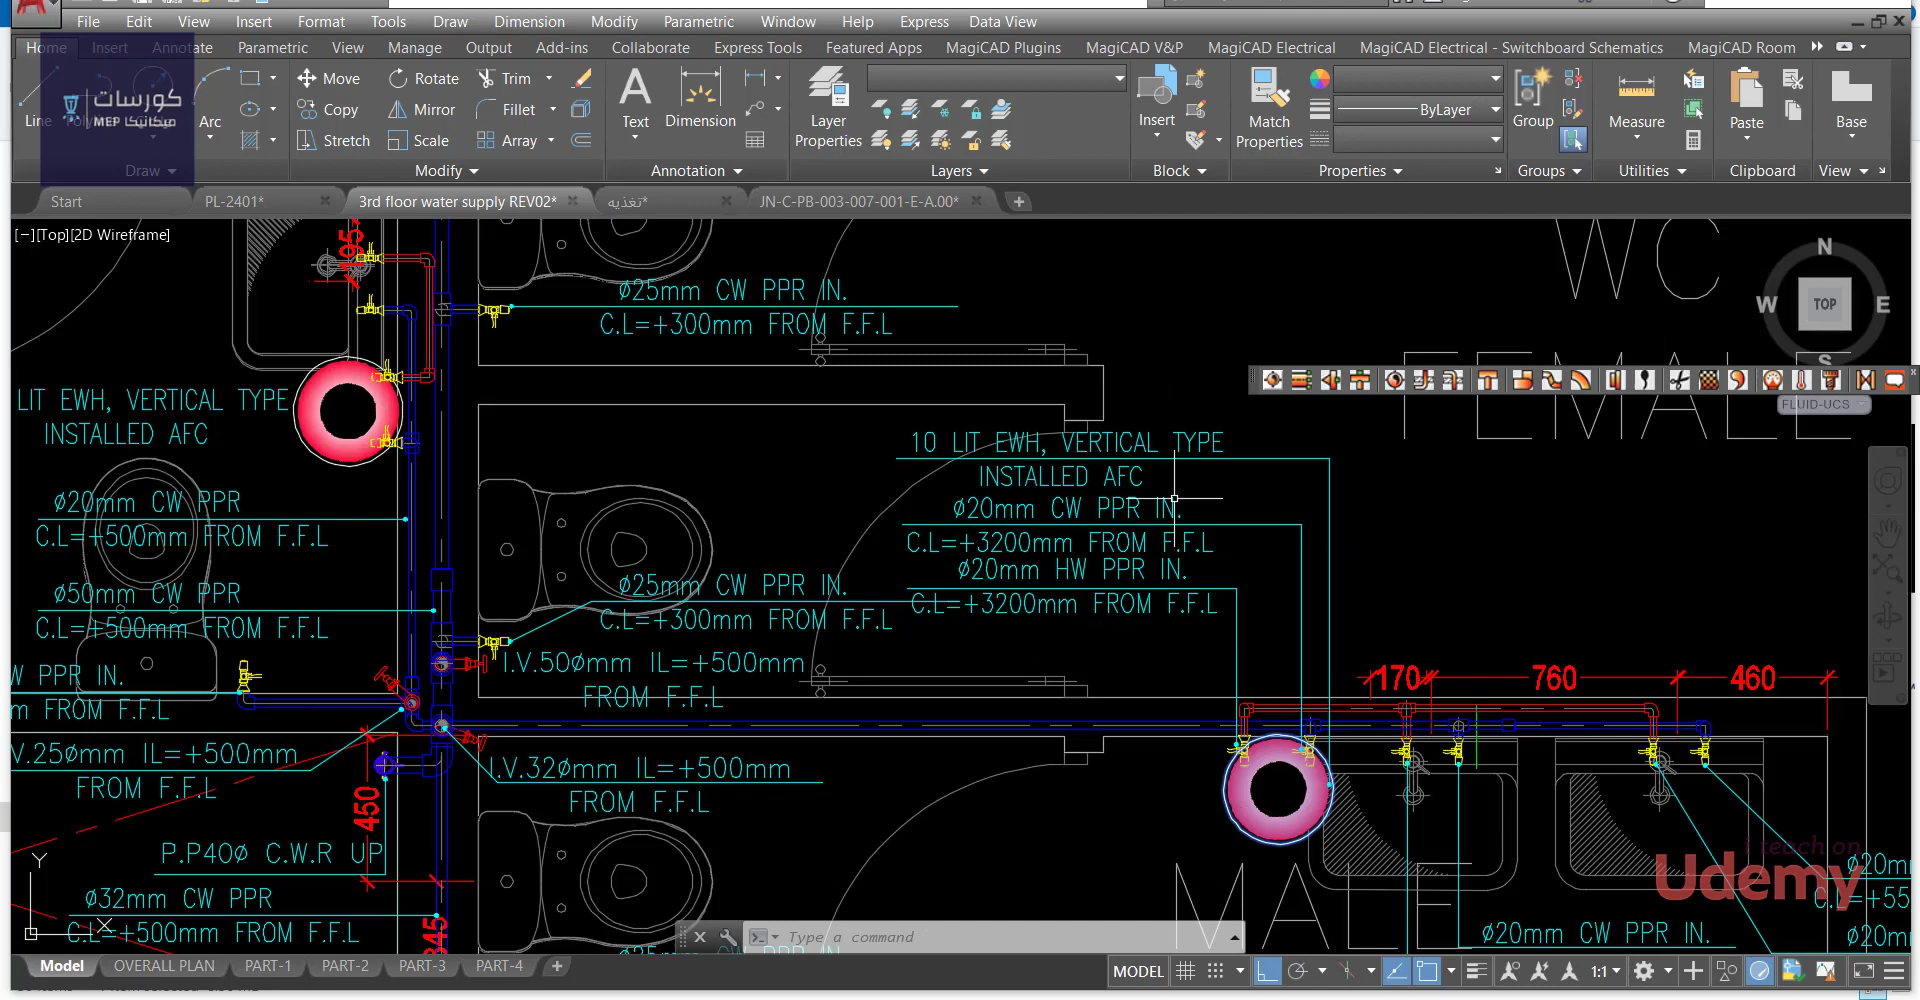 File Edit View Insert Format Tools Draw Dimension Modify Parametric Window Help Express Data View
Home Insert Annotate Parametric View Manage Output Add-ins Collaborate Express Tools Featured Apps MagiCAD Plugins MagiCAD V&P MagiCAD Electrical MagiCAD Electrical - Switchboard Schematics MagiCAD Room
كورسات
ميكانيكا MEP
Line
Arc
Move Rotate Trim
Copy Mirror Fillet
Stretch Scale Array
Text
Dimension
Layer
Properties
Insert
Match
Properties
ByLayer
Group
Measure
Paste
Base
Draw Modify Annotation Layers Block Properties Groups Utilities Clipboard View
Start PL-2401* 3rd floor water supply REV02* تغذيه* JN-C-PB-003-007-001-E-A.00*
[−][Top][2D Wireframe]
195
WC
N
W TOP E
S
FLUID-UCS
FEMALE
ø25mm CW PPR IN.
C.L=+300mm FROM F.F.L
LIT EWH, VERTICAL TYPE
INSTALLED AFC
10 LIT EWH, VERTICAL TYPE
INSTALLED AFC
ø20mm CW PPR
C.L=+500mm FROM F.F.L
ø20mm CW PPR IN.
C.L=+3200mm FROM F.F.L
ø20mm HW PPR IN.
C.L=+3200mm FROM F.F.L
ø50mm CW PPR
C.L=+500mm FROM F.F.L
ø25mm CW PPR IN.
C.L=+300mm FROM F.F.L
W PPR IN.
m FROM F.F.L
I.V.50ømm IL=+500mm
FROM F.F.L
170 760 460
V.25ømm IL=+500mm
FROM F.F.L
I.V.32ømm IL=+500mm
FROM F.F.L
450
P.P40ø C.W.R UP
ø32mm CW PPR
C.L=+500mm FROM F.F.L
345
MALE
i teach on
Udemy
ø20m
C.L=+55
ø20mm CW PPR IN.
ø20m
Y
X
Type a command
Model OVERALL PLAN PART-1 PART-2 PART-3 PART-4
MODEL 1:1